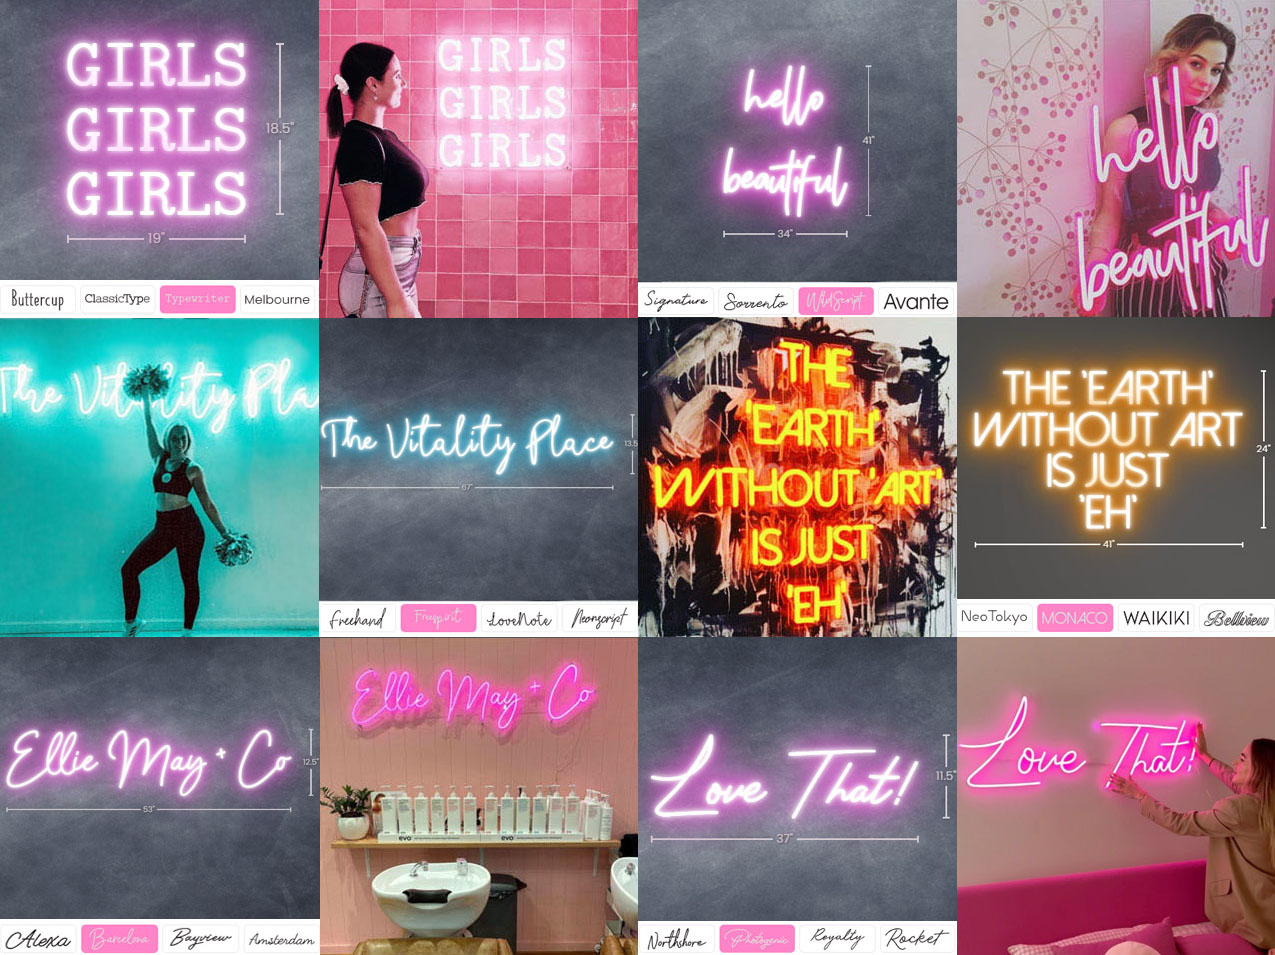 GIRLS
GIRLS
GIRLS
18.5"
19"
Buttercup
ClassicType
Typewriter
Melbourne
GIRLS
GIRLS
GIRLS
hello
beautiful
41"
34"
Signature
Sorrento
WildScript
Avante
hello
beautiful
The Vitality Pla
The Vitality Place
13.5
67"
Freehand
Freespirit
LoveNote
Neonscript
THE
'EARTH'
WITHOUT 'ART'
IS JUST
'EH'
THE 'EARTH'
WITHOUT ART
IS JUST
'EH'
24"
41"
NeoTokyo
MONACO
WAIKIKI
Bellview
Ellie May + Co
12.5"
53"
Alexa
Barcelona
Bayview
Amsterdam
Ellie May + Co
evo
evo
Love That!
11.5"
37"
Northshore
Photogenic
Royalty
Rocket
Love That!